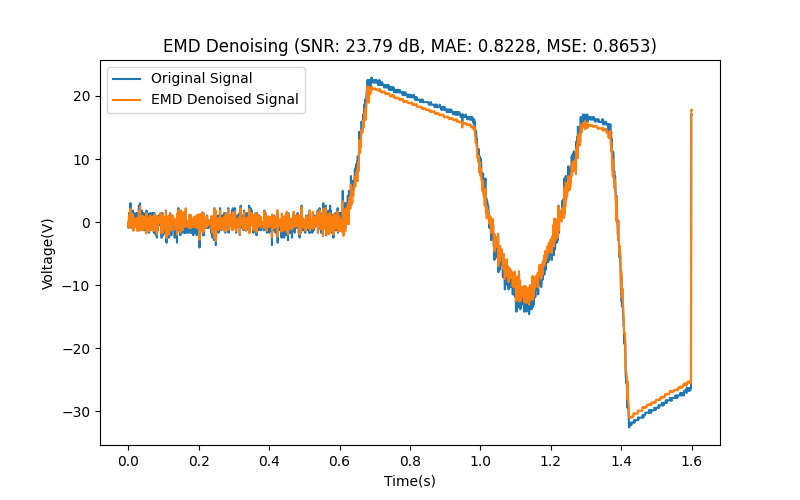 EMD Denoising (SNR: 23.79 dB, MAE: 0.8228, MSE: 0.8653)
Original Signal
EMD Denoised Signal
20
10
0
−10
−20
−30
Voltage(V)
0.0 0.2 0.4 0.6 0.8 1.0 1.2 1.4 1.6
Time(s)